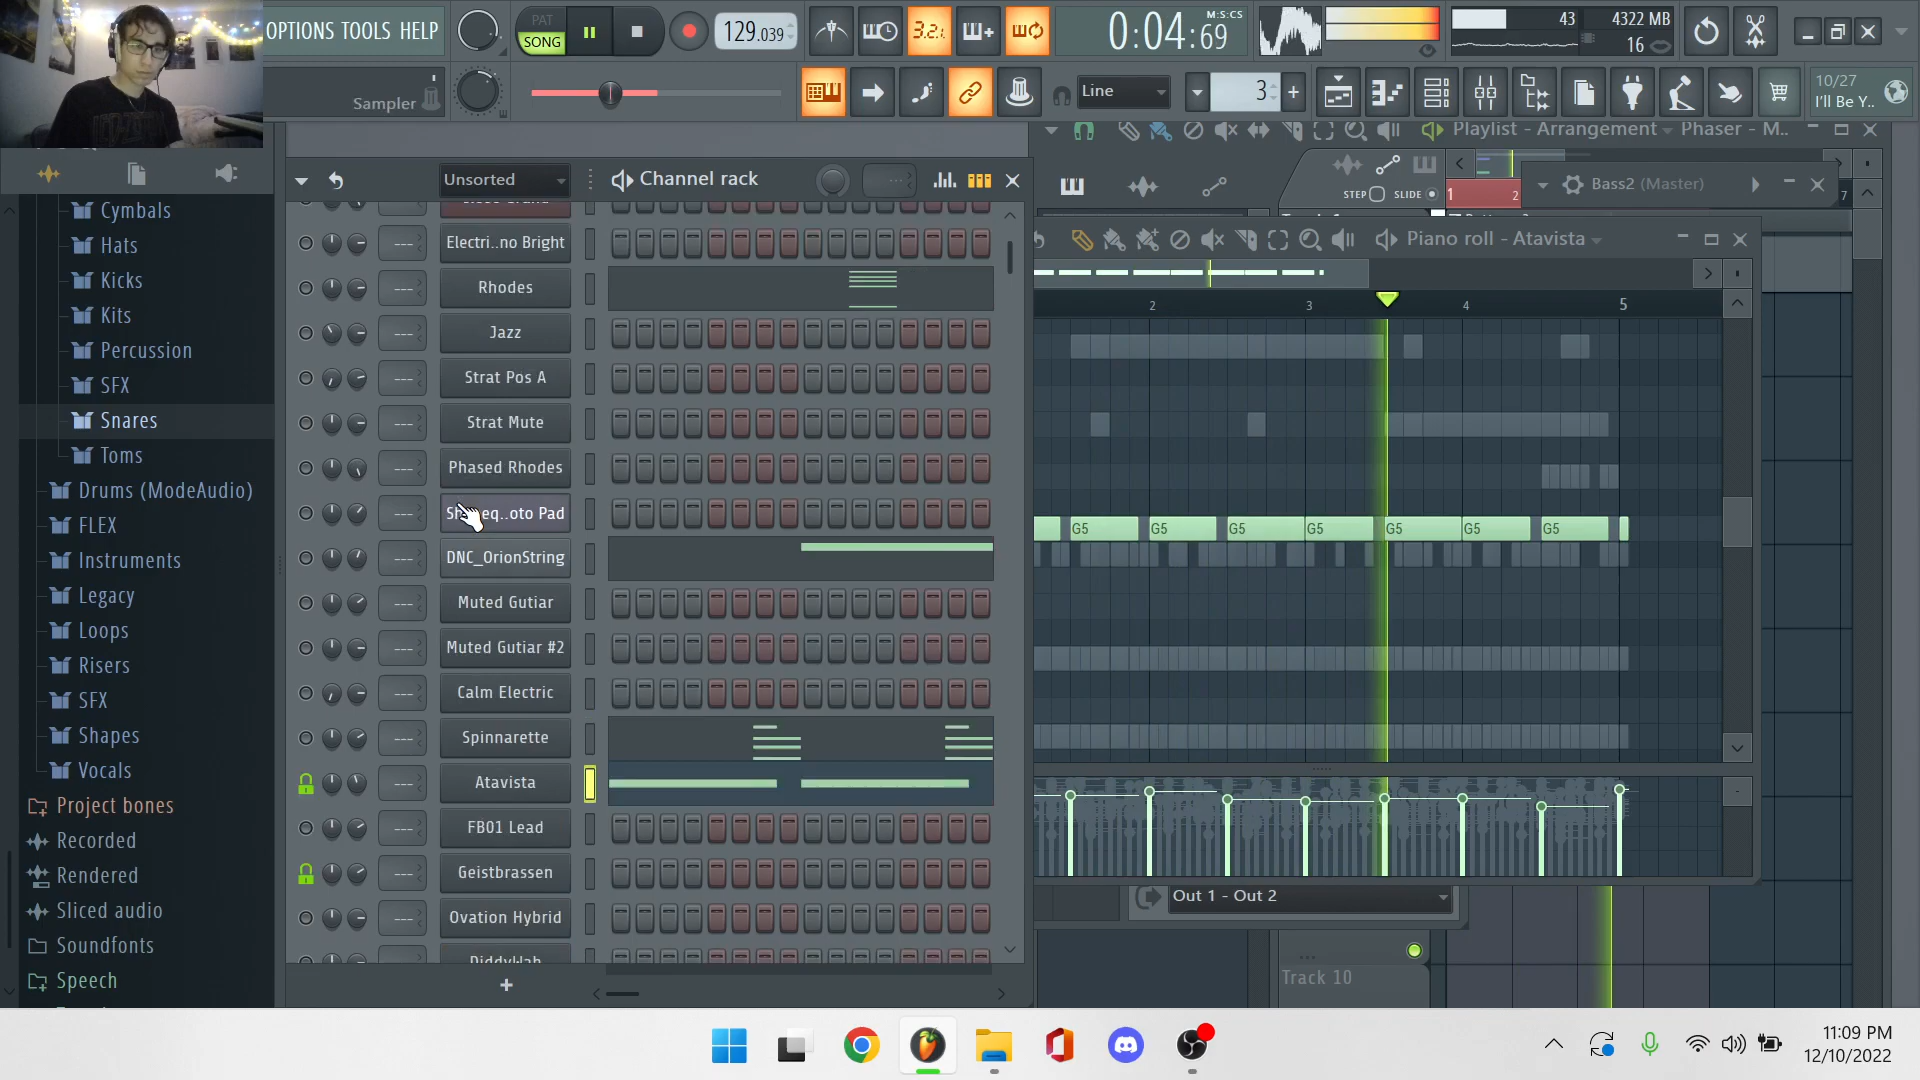 OPTIONS TOOLS HELP
PAT
SONG
129.039
3.2.
M:S:CS
0:04:69
43
4322 MB
16
Sampler
Line
3
10/27
I'll Be Y..
Playlist - Arrangement
Phaser - M..
STEP
SLIDE
1
2
7
Bass2 (Master)
Unsorted
Channel rack
Piano roll - Atavista
2
3
4
5
Cymbals
Hats
Kicks
Kits
Percussion
SFX
Snares
Toms
Drums (ModeAudio)
FLEX
Instruments
Legacy
Loops
Risers
SFX
Shapes
Vocals
Project bones
Recorded
Rendered
Sliced audio
Soundfonts
Speech
Electri..no Bright
Rhodes
Jazz
Strat Pos A
Strat Mute
Phased Rhodes
DNC_OrionString
Muted Gutiar
Muted Gutiar #2
Calm Electric
Spinnarette
Atavista
FB01 Lead
Geistbrassen
Ovation Hybrid
G5 G5 G5 G5 G5 G5 G5
Out 1 - Out 2
Track 10
11:09 PM
12/10/2022